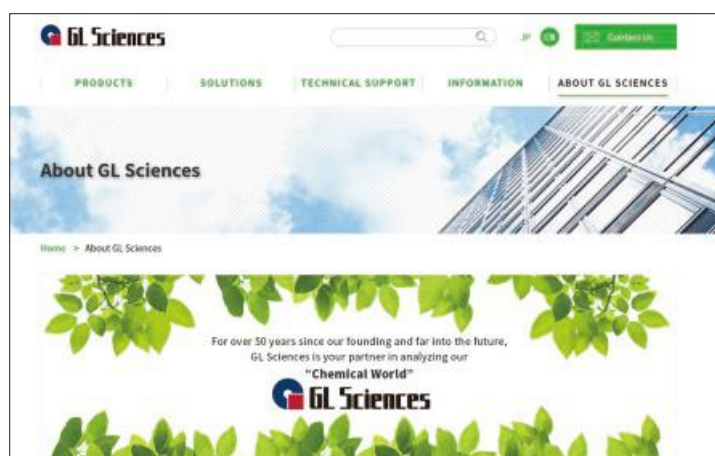 GL Sciences
JP
EN
Contact Us
PRODUCTS
SOLUTIONS
TECHNICAL SUPPORT
INFORMATION
ABOUT GL SCIENCES
About GL Sciences
Home > About GL Sciences
For over 50 years since our founding and far into the future,
GL Sciences is your partner in analyzing our
"Chemical World"
GL Sciences